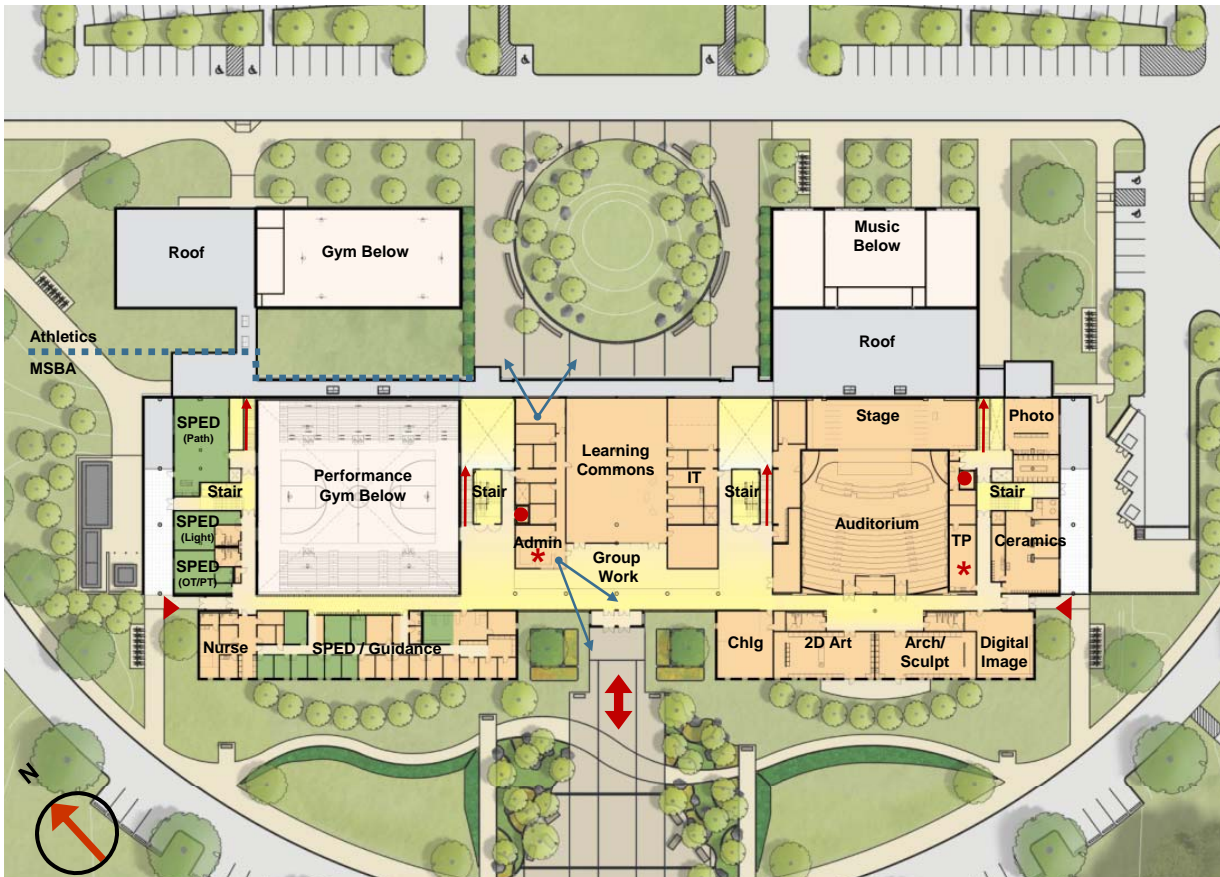 Roof
Gym Below
Music
Below
Athletics
MSBA
Roof
SPED
(Path)
Stage
Photo
Performance
Gym Below
Learning
Commons
Stair
Stair
IT
Stair
Stair
Auditorium
SPED
(Light)
Admin
*
Group
Work
TP
*
Ceramics
SPED
(OT/PT)
Nurse
SPED / Guidance
Chlg
2D Art
Arch/
Sculpt
Digital
Image
N